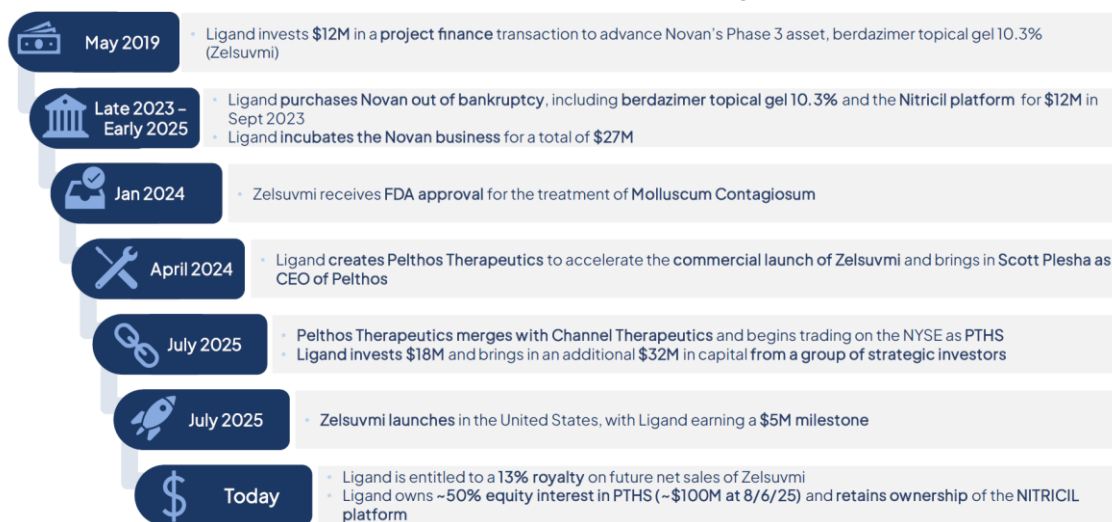 May 2019
Ligand invests $12M in a project finance transaction to advance Novan's Phase 3 asset, berdazimer topical gel 10.3%
(Zelsuvmi)
Late 2023 –
Early 2025
Ligand purchases Novan out of bankruptcy, including berdazimer topical gel 10.3% and the Nitricil platform for $12M in
Sept 2023
Ligand incubates the Novan business for a total of $27M
Jan 2024
Zelsuvmi receives FDA approval for the treatment of Molluscum Contagiosum
April 2024
Ligand creates Pelthos Therapeutics to accelerate the commercial launch of Zelsuvmi and brings in Scott Plesha as
CEO of Pelthos
July 2025
Pelthos Therapeutics merges with Channel Therapeutics and begins trading on the NYSE as PTHS
Ligand invests $18M and brings in an additional $32M in capital from a group of strategic investors
July 2025
Zelsuvmi launches in the United States, with Ligand earning a $5M milestone
Today
Ligand is entitled to a 13% royalty on future net sales of Zelsuvmi
Ligand owns ~50% equity interest in PTHS (~$100M at 8/6/25) and retains ownership of the NITRICIL
platform